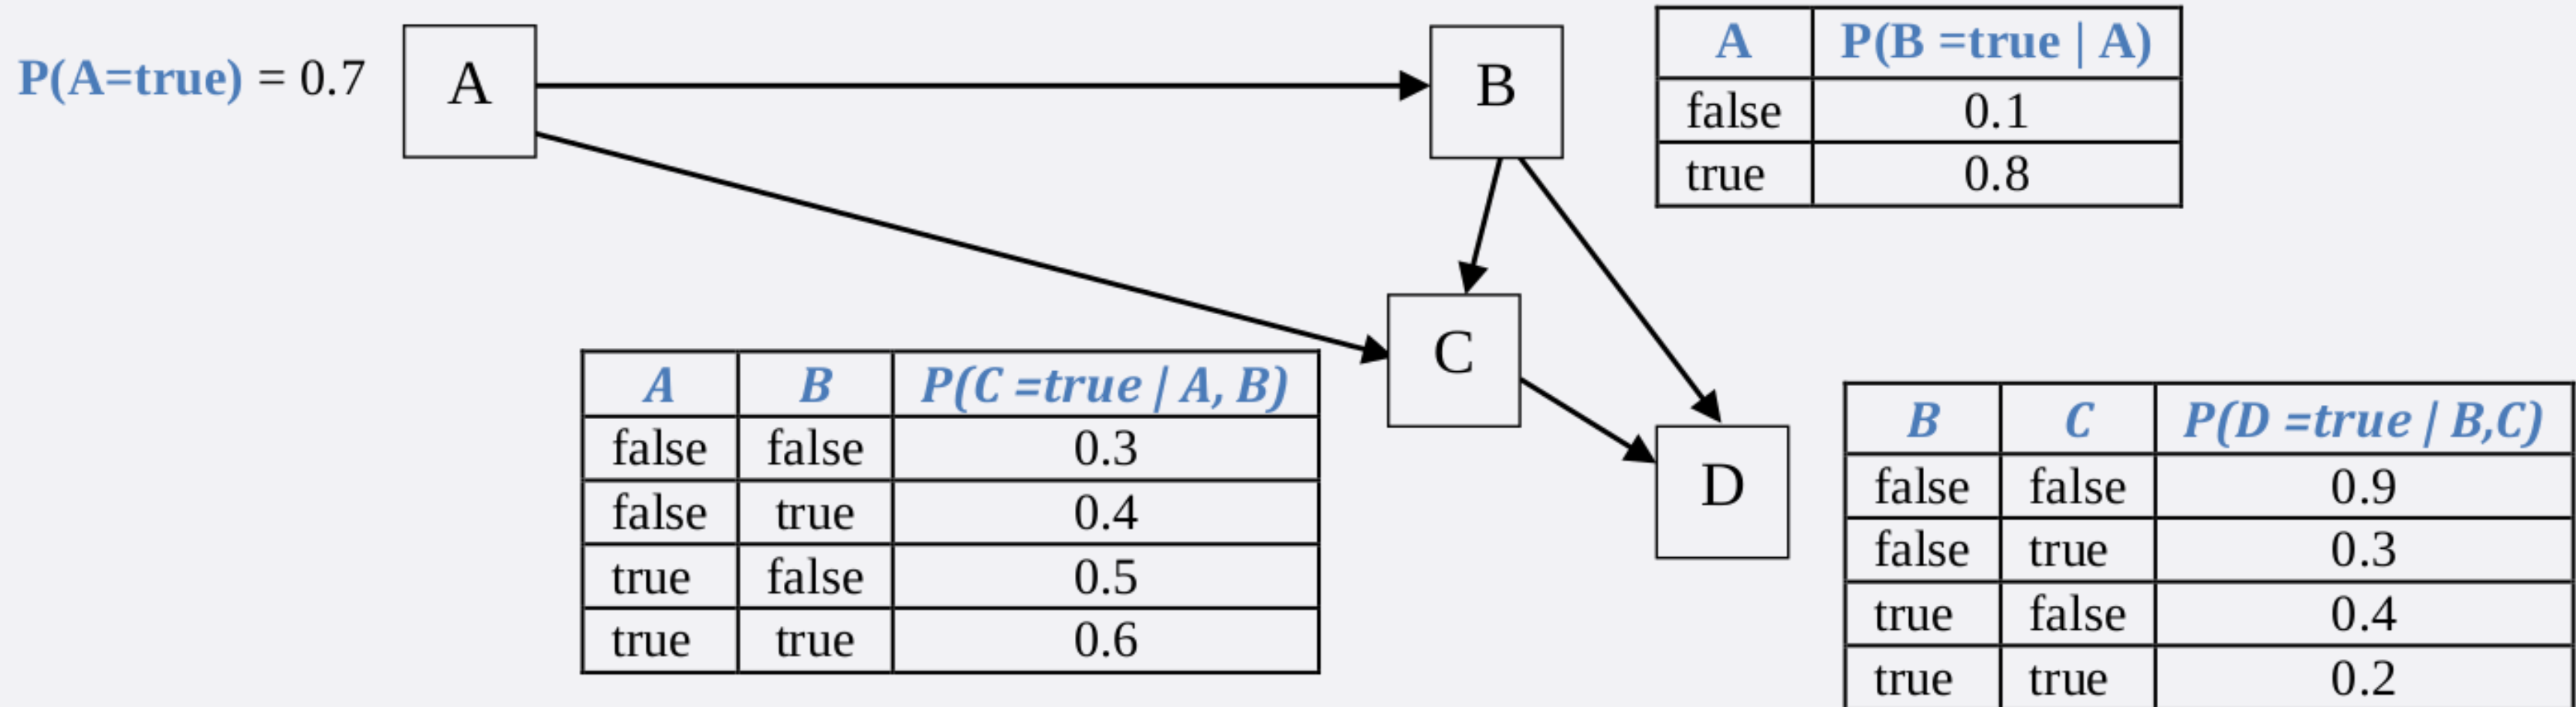 P(A=true) = 0.7
A
B
A P(B =true | A)
false 0.1
true 0.8
C
A B P(C =true | A, B)
false false 0.3
false true 0.4
true false 0.5
true true 0.6
D
B C P(D =true | B,C)
false false 0.9
false true 0.3
true false 0.4
true true 0.2